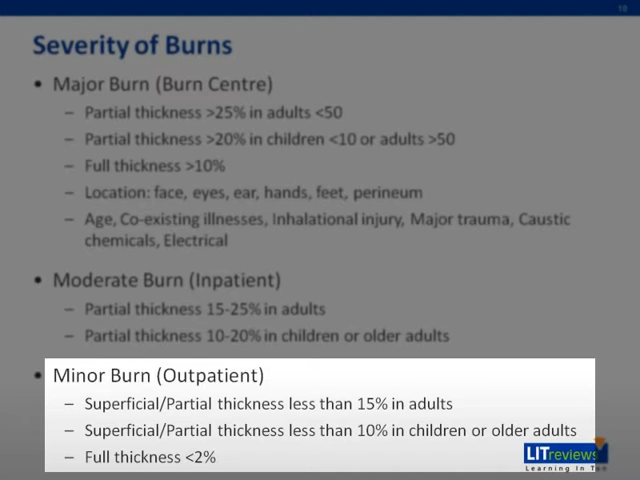 18
Severity of Burns
• Major Burn (Burn Centre)
– Partial thickness >25% in adults <50
– Partial thickness >20% in children <10 or adults >50
– Full thickness >10%
– Location: face, eyes, ear, hands, feet, perineum
– Age, Co-existing illnesses, Inhalational injury, Major trauma, Caustic
chemicals, Electrical
• Moderate Burn (Inpatient)
– Partial thickness 15-25% in adults
– Partial thickness 10-20% in children or older adults
• Minor Burn (Outpatient)
– Superficial/Partial thickness less than 15% in adults
– Superficial/Partial thickness less than 10% in children or older adults
– Full thickness <2%
LITreviews
Learning In Ten